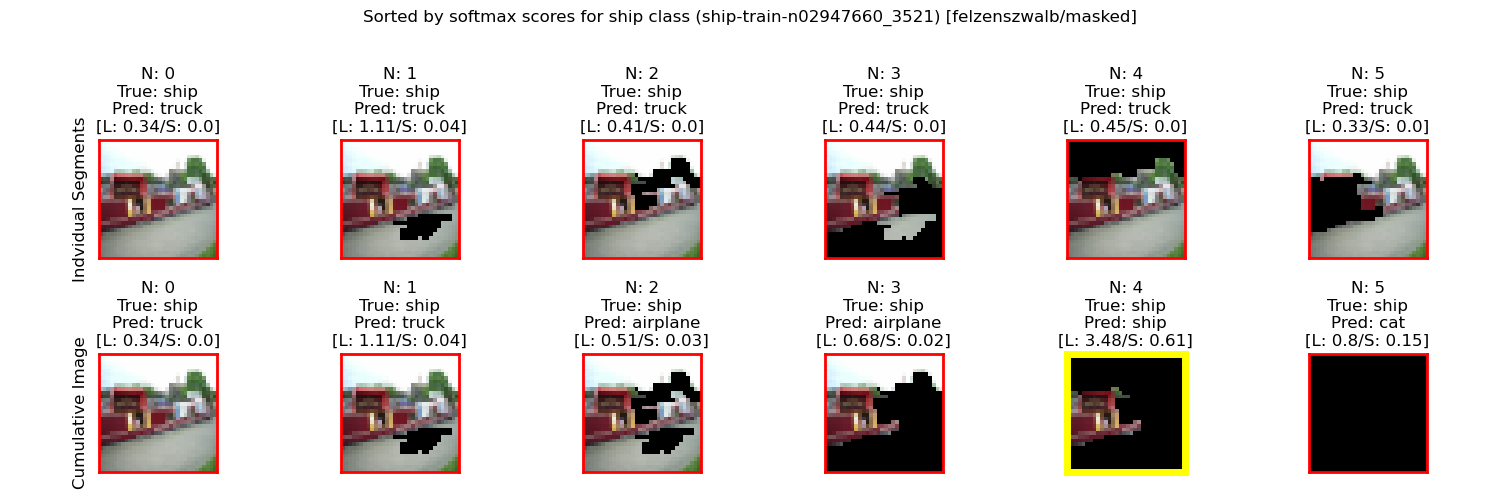 Sorted by softmax scores for ship class (ship-train-n02947660_3521) [felzenszwalb/masked]
Indvidual Segments
N: 0
True: ship
Pred: truck
[L: 0.34/S: 0.0]
N: 1
True: ship
Pred: truck
[L: 1.11/S: 0.04]
N: 2
True: ship
Pred: truck
[L: 0.41/S: 0.0]
N: 3
True: ship
Pred: truck
[L: 0.44/S: 0.0]
N: 4
True: ship
Pred: truck
[L: 0.45/S: 0.0]
N: 5
True: ship
Pred: truck
[L: 0.33/S: 0.0]
Cumulative Image
N: 0
True: ship
Pred: truck
[L: 0.34/S: 0.0]
N: 1
True: ship
Pred: truck
[L: 1.11/S: 0.04]
N: 2
True: ship
Pred: airplane
[L: 0.51/S: 0.03]
N: 3
True: ship
Pred: airplane
[L: 0.68/S: 0.02]
N: 4
True: ship
Pred: ship
[L: 3.48/S: 0.61]
N: 5
True: ship
Pred: cat
[L: 0.8/S: 0.15]